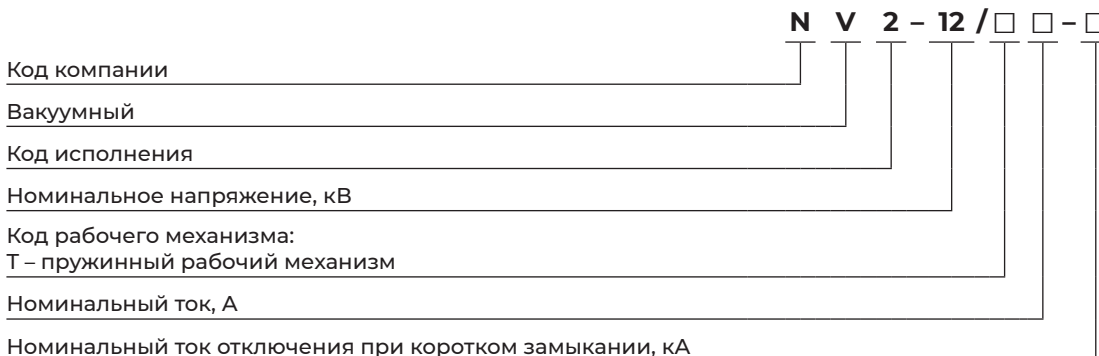 N V 2 – 12 / □ □ – □
Код компании
Вакуумный
Код исполнения
Номинальное напряжение, кВ
Код рабочего механизма:
Т – пружинный рабочий механизм
Номинальный ток, А
Номинальный ток отключения при коротком замыкании, кА